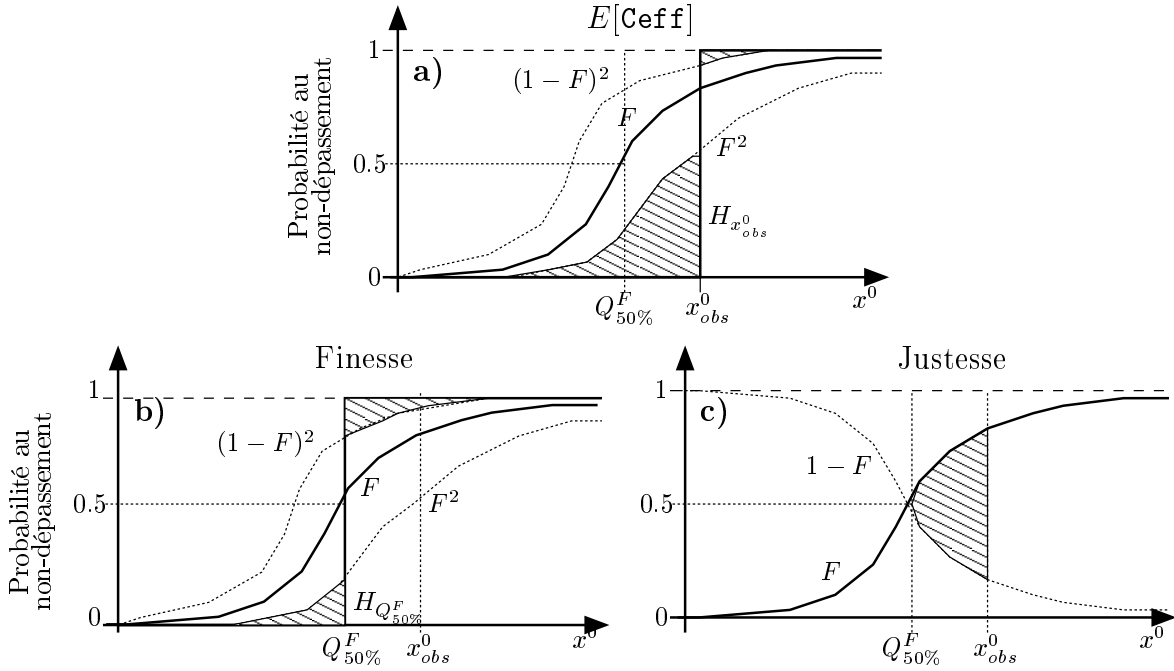 E[Ceff]
1
a)
(1 − F)²
F
0.5
F²
H_{x⁰_{obs}}
0
Q^F_{50%}
x⁰_{obs}
x⁰
Probabilité au
non-dépassement
Finesse
1
b)
(1 − F)²
F
0.5
F²
H_{Q^F_{50%}}
0
Q^F_{50%}
x⁰_{obs}
x⁰
Probabilité au
non-dépassement
Justesse
1
c)
1 − F
0.5
F
0
Q^F_{50%}
x⁰_{obs}
x⁰